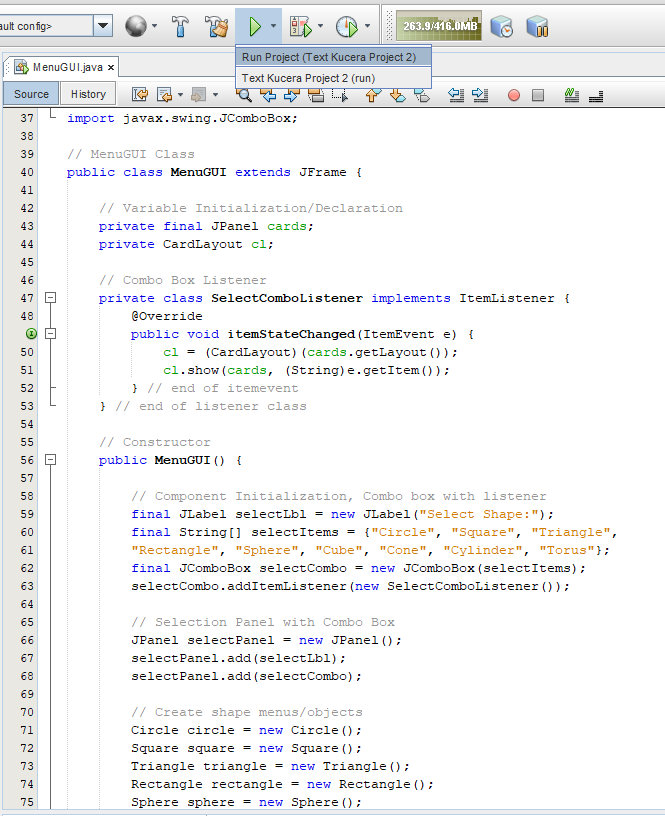 ault config>
263.9/416.0MB
Run Project (Text Kucera Project 2)
Text Kucera Project 2 (run)
MenuGUI.java ×
Source History
37 import javax.swing.JComboBox;
38
39 // MenuGUI Class
40 public class MenuGUI extends JFrame {
41
42 // Variable Initialization/Declaration
43 private final JPanel cards;
44 private CardLayout cl;
45
46 // Combo Box Listener
47 private class SelectComboListener implements ItemListener {
48 @Override
public void itemStateChanged(ItemEvent e) {
50 cl = (CardLayout)(cards.getLayout());
51 cl.show(cards, (String)e.getItem());
52 } // end of itemevent
53 } // end of listener class
54
55 // Constructor
56 public MenuGUI() {
57
58 // Component Initialization, Combo box with listener
59 final JLabel selectLbl = new JLabel("Select Shape:");
60 final String[] selectItems = {"Circle", "Square", "Triangle",
61 "Rectangle", "Sphere", "Cube", "Cone", "Cylinder", "Torus"};
62 final JComboBox selectCombo = new JComboBox(selectItems);
63 selectCombo.addItemListener(new SelectComboListener());
64
65 // Selection Panel with Combo Box
66 JPanel selectPanel = new JPanel();
67 selectPanel.add(selectLbl);
68 selectPanel.add(selectCombo);
69
70 // Create shape menus/objects
71 Circle circle = new Circle();
72 Square square = new Square();
73 Triangle triangle = new Triangle();
74 Rectangle rectangle = new Rectangle();
75 Sphere sphere = new Sphere();